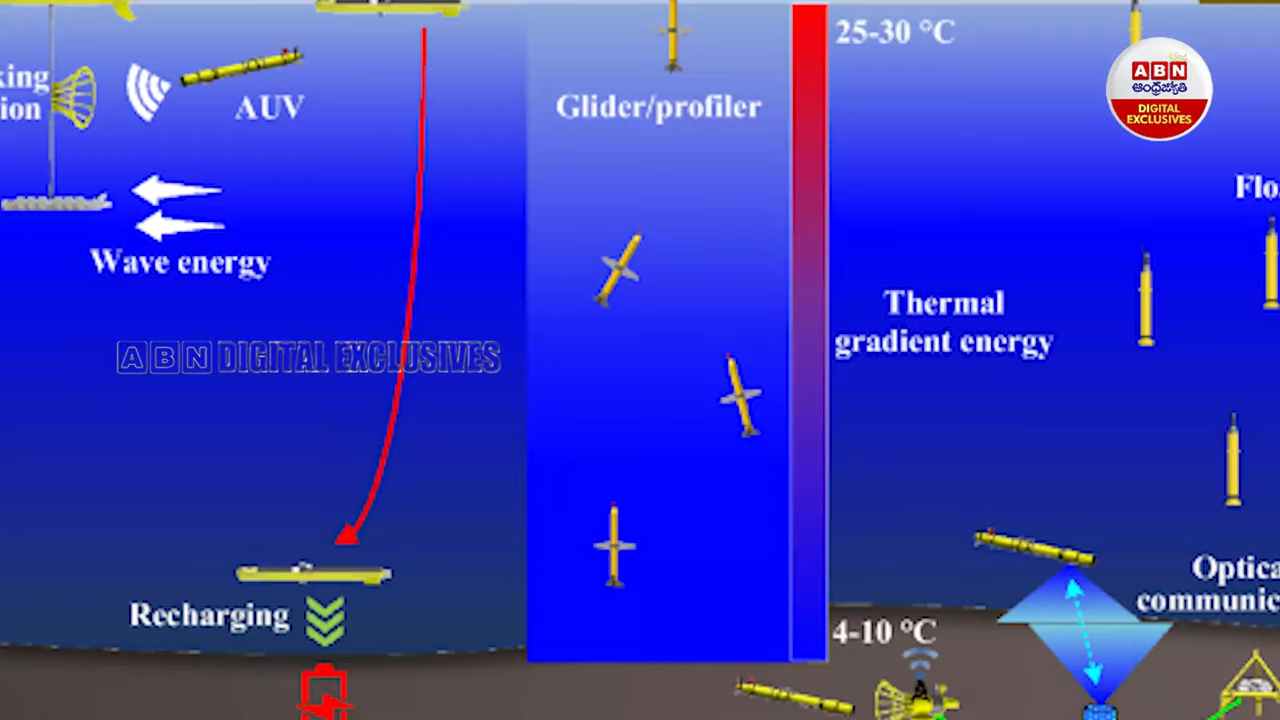 25-30 °C
ABN
ఆంధ్రజ్యోతి
DIGITAL
EXCLUSIVES
AUV
Glider/profiler
Wave energy
Thermal
gradient energy
ABN DIGITAL EXCLUSIVES
Recharging
4-10 °C